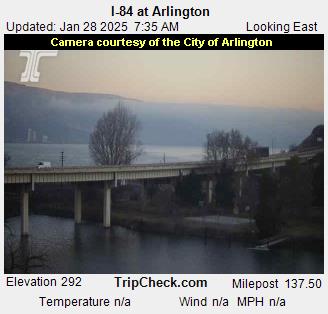 I-84 at Arlington
Updated: Jan 28 2025 7:35 AM Looking East
Camera courtesy of the City of Arlington
Elevation 292 TripCheck.com Milepost 137.50
Temperature n/a Wind n/a MPH n/a